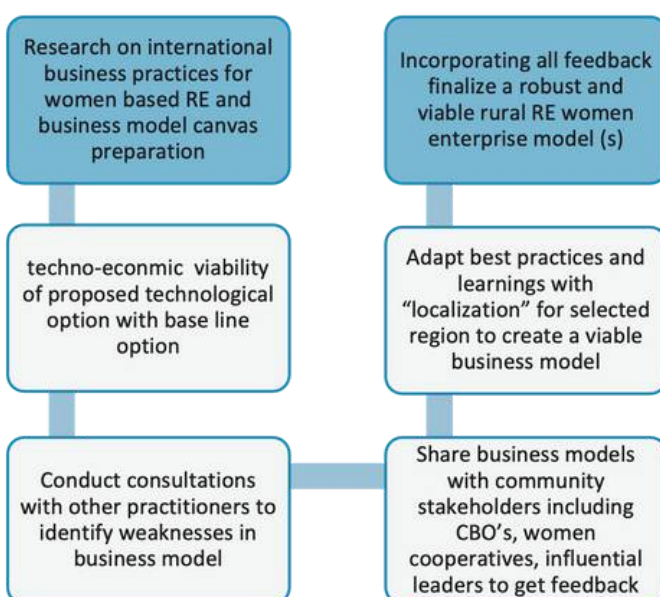 Research on international
business practices for
women based RE and
business model canvas
preparation
techno-econmic viability
of proposed technological
option with base line
option
Conduct consultations
with other practitioners to
identify weaknesses in
business model
Share business models
with community
stakeholders including
CBO's, women
cooperatives, influential
leaders to get feedback
Adapt best practices and
learnings with
“localization” for selected
region to create a viable
business model
Incorporating all feedback
finalize a robust and
viable rural RE women
enterprise model (s)